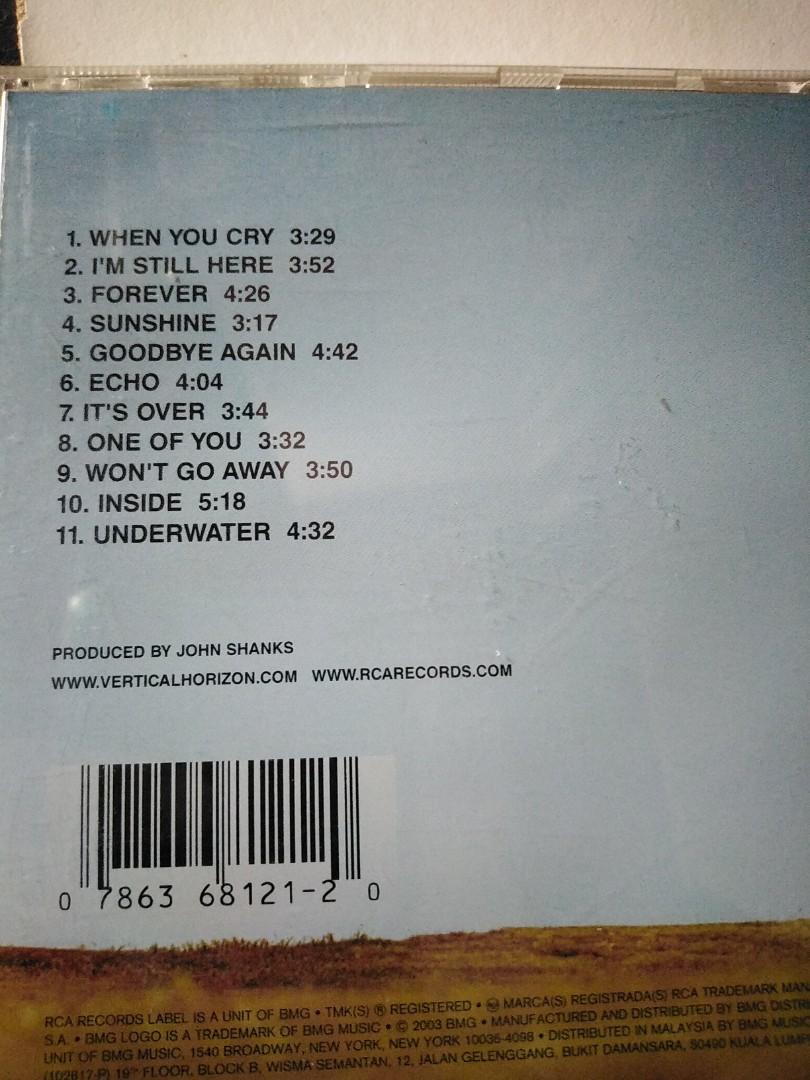 1. WHEN YOU CRY 3:29
2. I'M STILL HERE 3:52
3. FOREVER 4:26
4. SUNSHINE 3:17
5. GOODBYE AGAIN 4:42
6. ECHO 4:04
7. IT'S OVER 3:44
8. ONE OF YOU 3:32
9. WON'T GO AWAY 3:50
10. INSIDE 5:18
11. UNDERWATER 4:32
PRODUCED BY JOHN SHANKS
WWW.VERTICALHORIZON.COM WWW.RCARECORDS.COM
0 7863 68121-2 0
RCA RECORDS LABEL IS A UNIT OF BMG • TMK(S) ® REGISTERED • MARCA(S) REGISTRADA(S) RCA TRADEMARK
S.A. • BMG LOGO IS A TRADEMARK OF BMG MUSIC • © 2003 BMG • MANUFACTURED AND DISTRIBUTED BY BMG
UNIT OF BMG MUSIC, 1540 BROADWAY, NEW YORK, NEW YORK 10036-4098 • DISTRIBUTED IN MALAYSIA BY BMG MUSIC
(102817-P) 19TH FLOOR, BLOCK B, WISMA SEMANTAN, 12, JALAN GELENGGANG, BUKIT DAMANSARA, 50490 KUALA